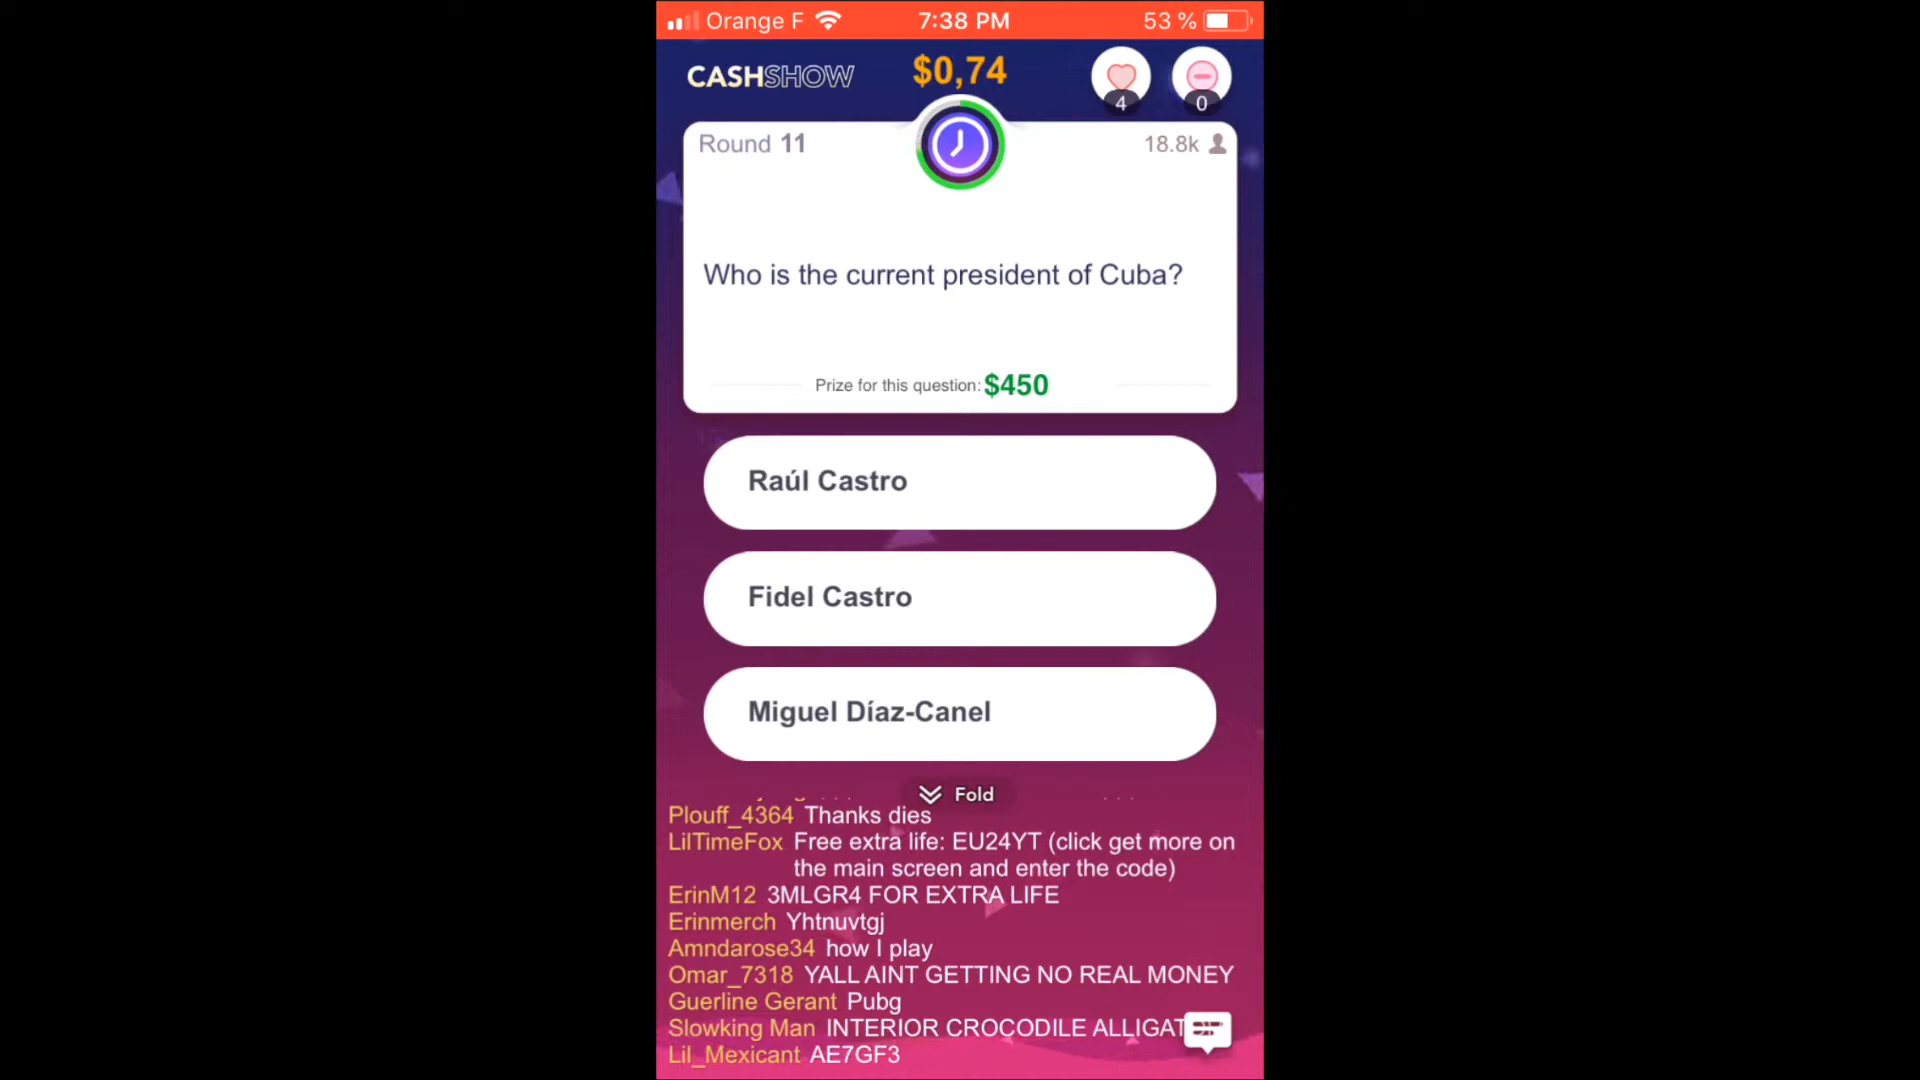 Orange F 7:38 PM 53 %
CASHSHOW $0,74
4 0
Round 11 18.8k
Who is the current president of Cuba?
Prize for this question: $450
Raúl Castro
Fidel Castro
Miguel Díaz-Canel
Fold
Plouff_4364 Thanks dies
LilTimeFox Free extra life: EU24YT (click get more on
the main screen and enter the code)
ErinM12 3MLGR4 FOR EXTRA LIFE
Erinmerch Yhtnuvtgj
Amndarose34 how I play
Omar_7318 YALL AINT GETTING NO REAL MONEY
Guerline Gerant Pubg
Slowking Man INTERIOR CROCODILE ALLIGAT
Lil_Mexicant AE7GF3